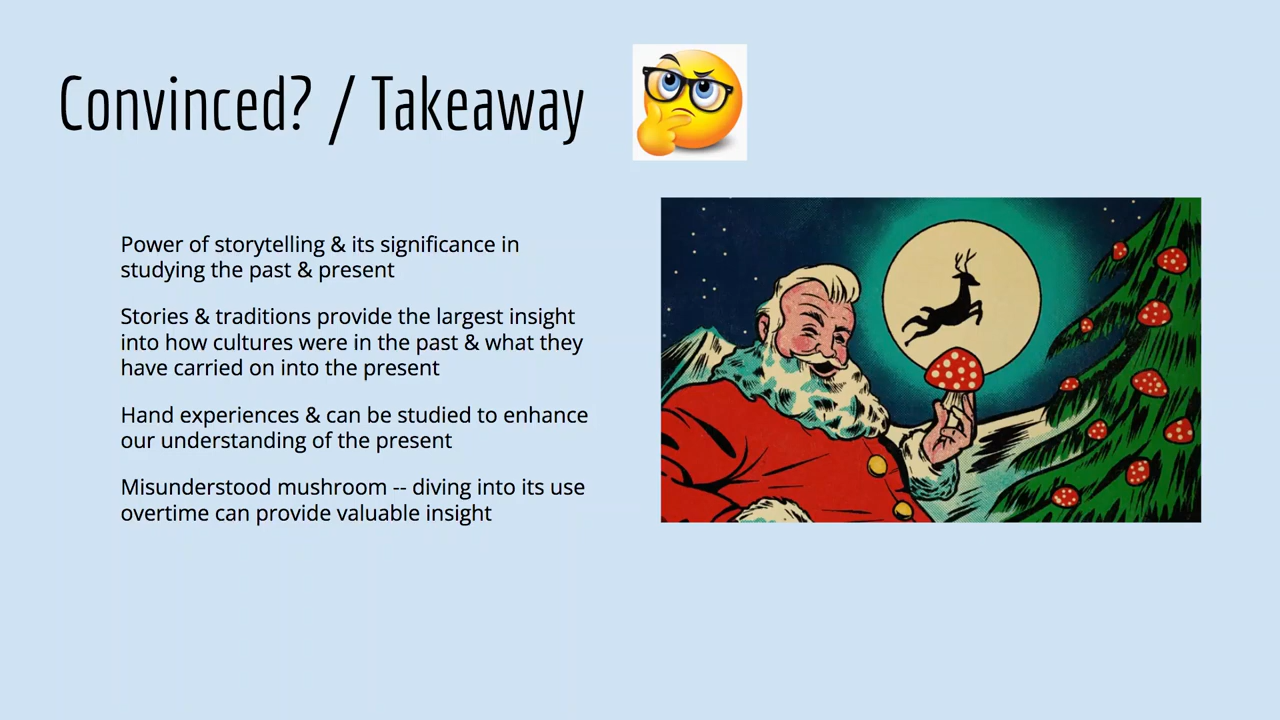 Convinced? / Takeaway
Power of storytelling & its significance in
studying the past & present
Stories & traditions provide the largest insight
into how cultures were in the past & what they
have carried on into the present
Hand experiences & can be studied to enhance
our understanding of the present
Misunderstood mushroom -- diving into its use
overtime can provide valuable insight